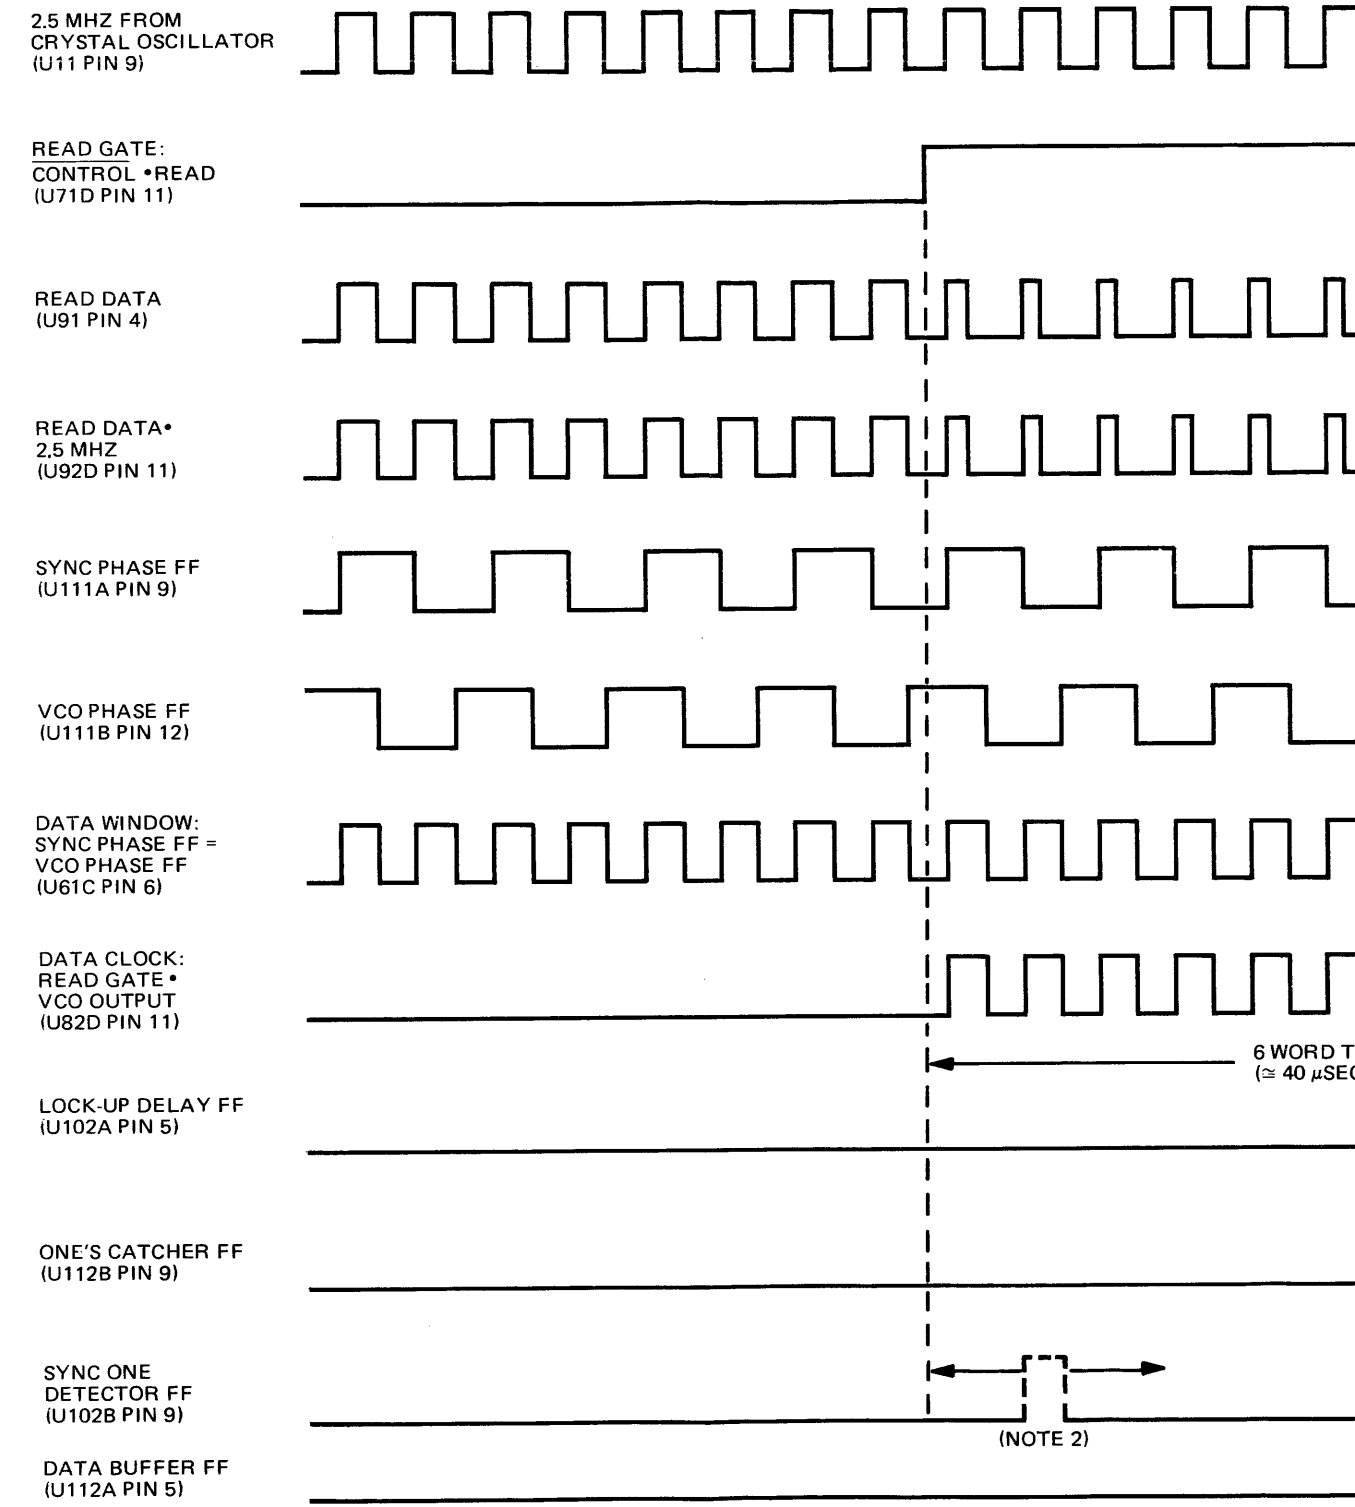 2.5 MHZ FROM
CRYSTAL OSCILLATOR
(U11 PIN 9)
READ GATE:
CONTROL •READ
(U71D PIN 11)
READ DATA
(U91 PIN 4)
READ DATA•
2.5 MHZ
(U92D PIN 11)
SYNC PHASE FF
(U111A PIN 9)
VCO PHASE FF
(U111B PIN 12)
DATA WINDOW:
SYNC PHASE FF =
VCO PHASE FF
(U61C PIN 6)
DATA CLOCK:
READ GATE •
VCO OUTPUT
(U82D PIN 11)
6 WORD T
(≅ 40 μSEC
LOCK-UP DELAY FF
(U102A PIN 5)
ONE'S CATCHER FF
(U112B PIN 9)
SYNC ONE
DETECTOR FF
(U102B PIN 9)
(NOTE 2)
DATA BUFFER FF
(U112A PIN 5)